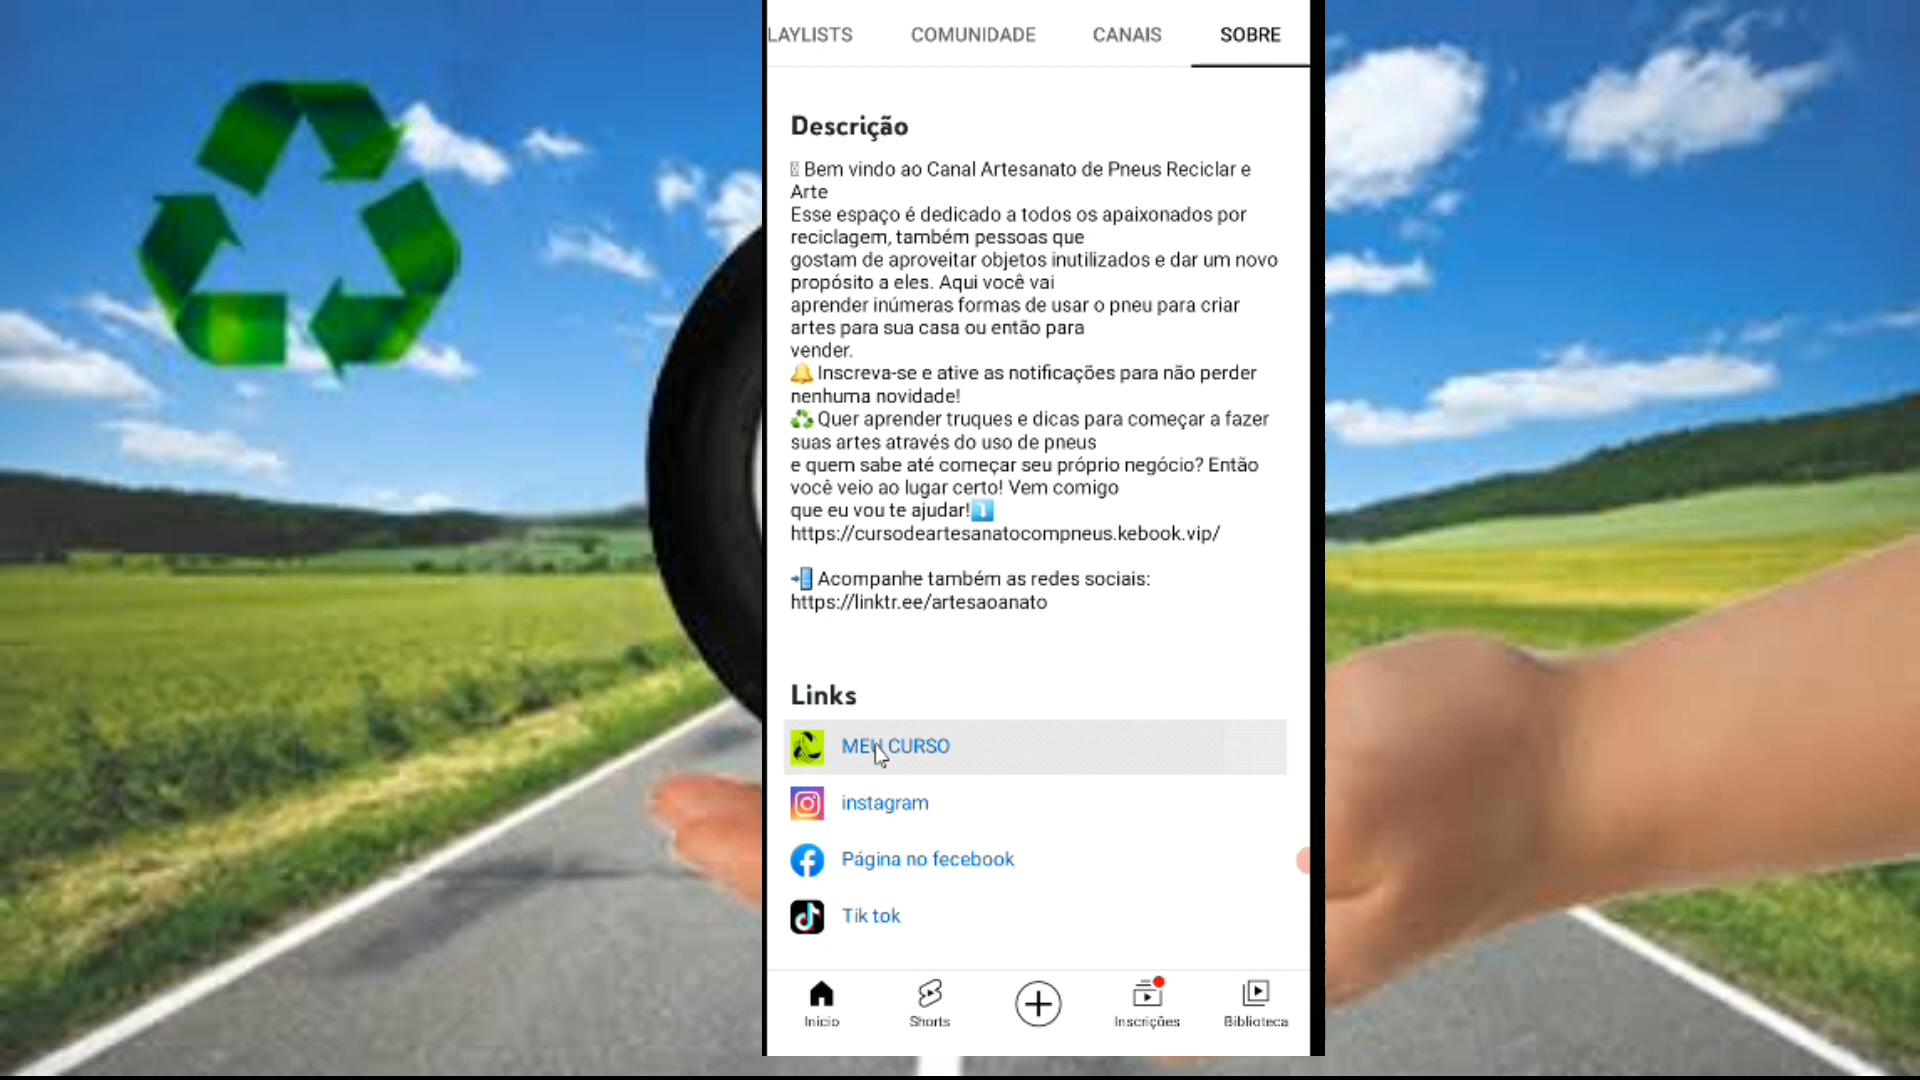 LAYLISTS COMUNIDADE CANAIS SOBRE
Descrição
Bem vindo ao Canal Artesanato de Pneus Reciclar e
Arte
Esse espaço é dedicado a todos os apaixonados por
reciclagem, também pessoas que
gostam de aproveitar objetos inutilizados e dar um novo
propósito a eles. Aqui você vai
aprender inúmeras formas de usar o pneu para criar
artes para sua casa ou então para
vender.
🔔 Inscreva-se e ative as notificações para não perder
nenhuma novidade!
♻️ Quer aprender truques e dicas para começar a fazer
suas artes através do uso de pneus
e quem sabe até começar seu próprio negócio? Então
você veio ao lugar certo! Vem comigo
que eu vou te ajudar!⬇️
https://cursodeartesanatocompneus.kebook.vip/
📲 Acompanhe também as redes sociais:
https://linktr.ee/artesaoanato
Links
MEU CURSO
instagram
Página no fecebook
Tik tok
Início Shorts Inscrições Biblioteca